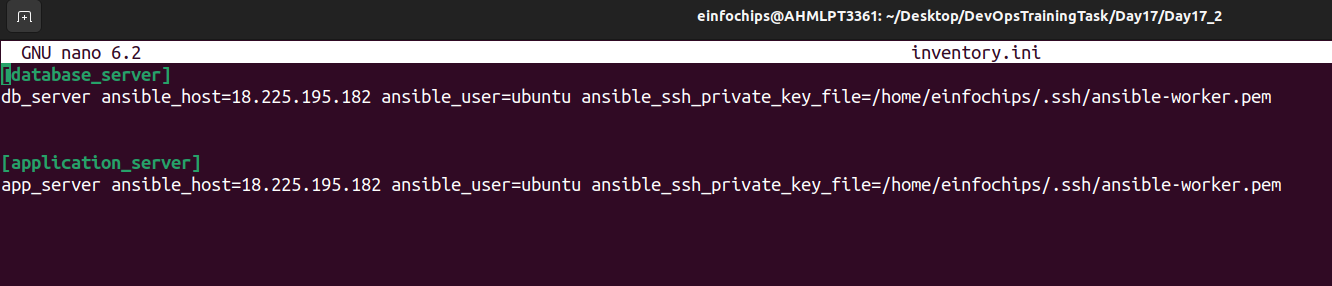 einfochips@AHMLPT3361: ~/Desktop/DevOpsTrainingTask/Day17/Day17_2
GNU nano 6.2 inventory.ini
[database_server]
db_server ansible_host=18.225.195.182 ansible_user=ubuntu ansible_ssh_private_key_file=/home/einfochips/.ssh/ansible-worker.pem
[application_server]
app_server ansible_host=18.225.195.182 ansible_user=ubuntu ansible_ssh_private_key_file=/home/einfochips/.ssh/ansible-worker.pem